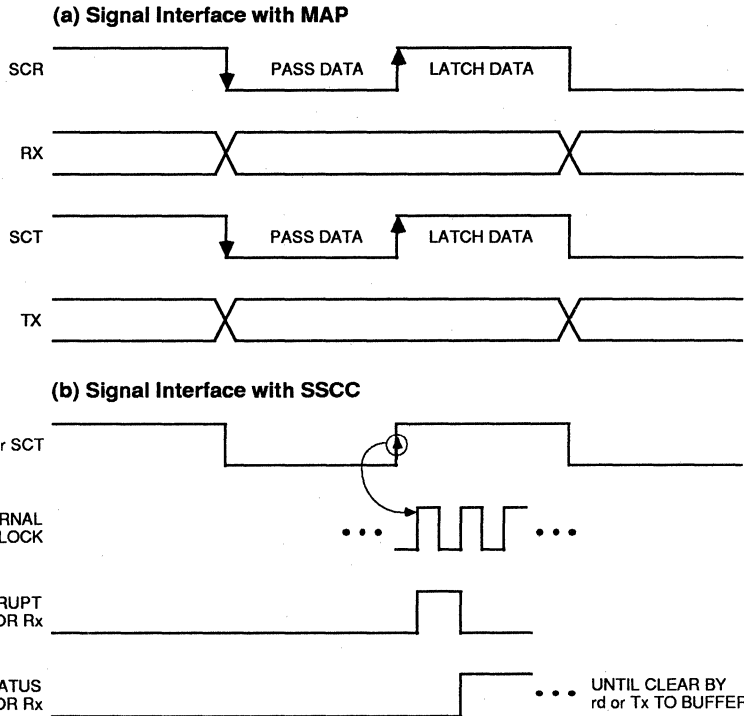 (a) Signal Interface with MAP
SCR
PASS DATA
LATCH DATA
RX
SCT
PASS DATA
LATCH DATA
TX
(b) Signal Interface with SSCC
r SCT
RNAL
LOCK
RUPT
OR Rx
ATUS
OR Rx
UNTIL CLEAR BY
rd or Tx TO BUFFER